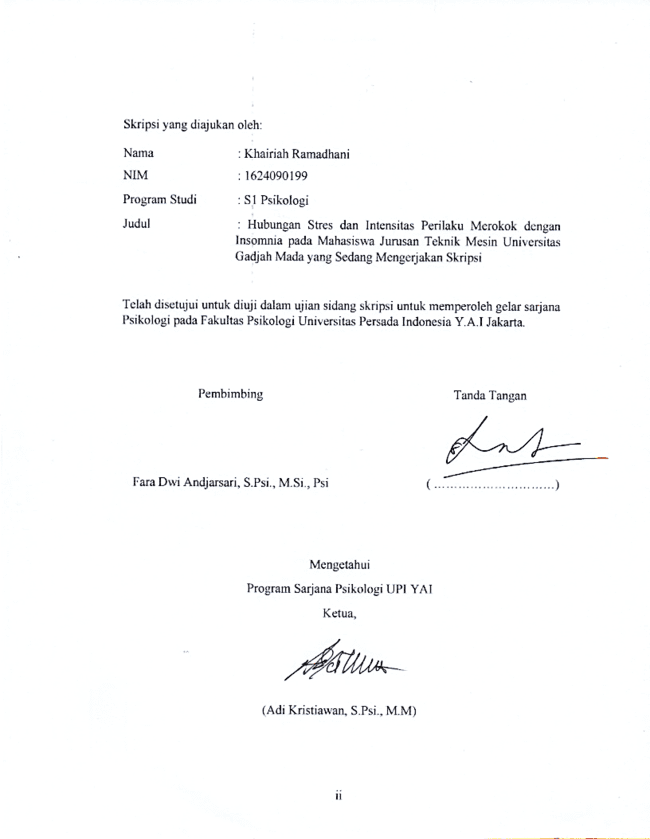 Skripsi yang diajukan oleh:
Nama : Khairiah Ramadhani
NIM : 1624090199
Program Studi : S1 Psikologi
Judul : Hubungan Stres dan Intensitas Perilaku Merokok dengan
Insomnia pada Mahasiswa Jurusan Teknik Mesin Universitas
Gadjah Mada yang Sedang Mengerjakan Skripsi
Telah disetujui untuk diuji dalam ujian sidang skripsi untuk memperoleh gelar sarjana
Psikologi pada Fakultas Psikologi Universitas Persada Indonesia Y.A.I Jakarta.
Pembimbing Tanda Tangan
Fara Dwi Andjarsari, S.Psi., M.Si., Psi (..............................)
Mengetahui
Program Sarjana Psikologi UPI YAI
Ketua,
(Adi Kristiawan, S.Psi., M.M)
ii